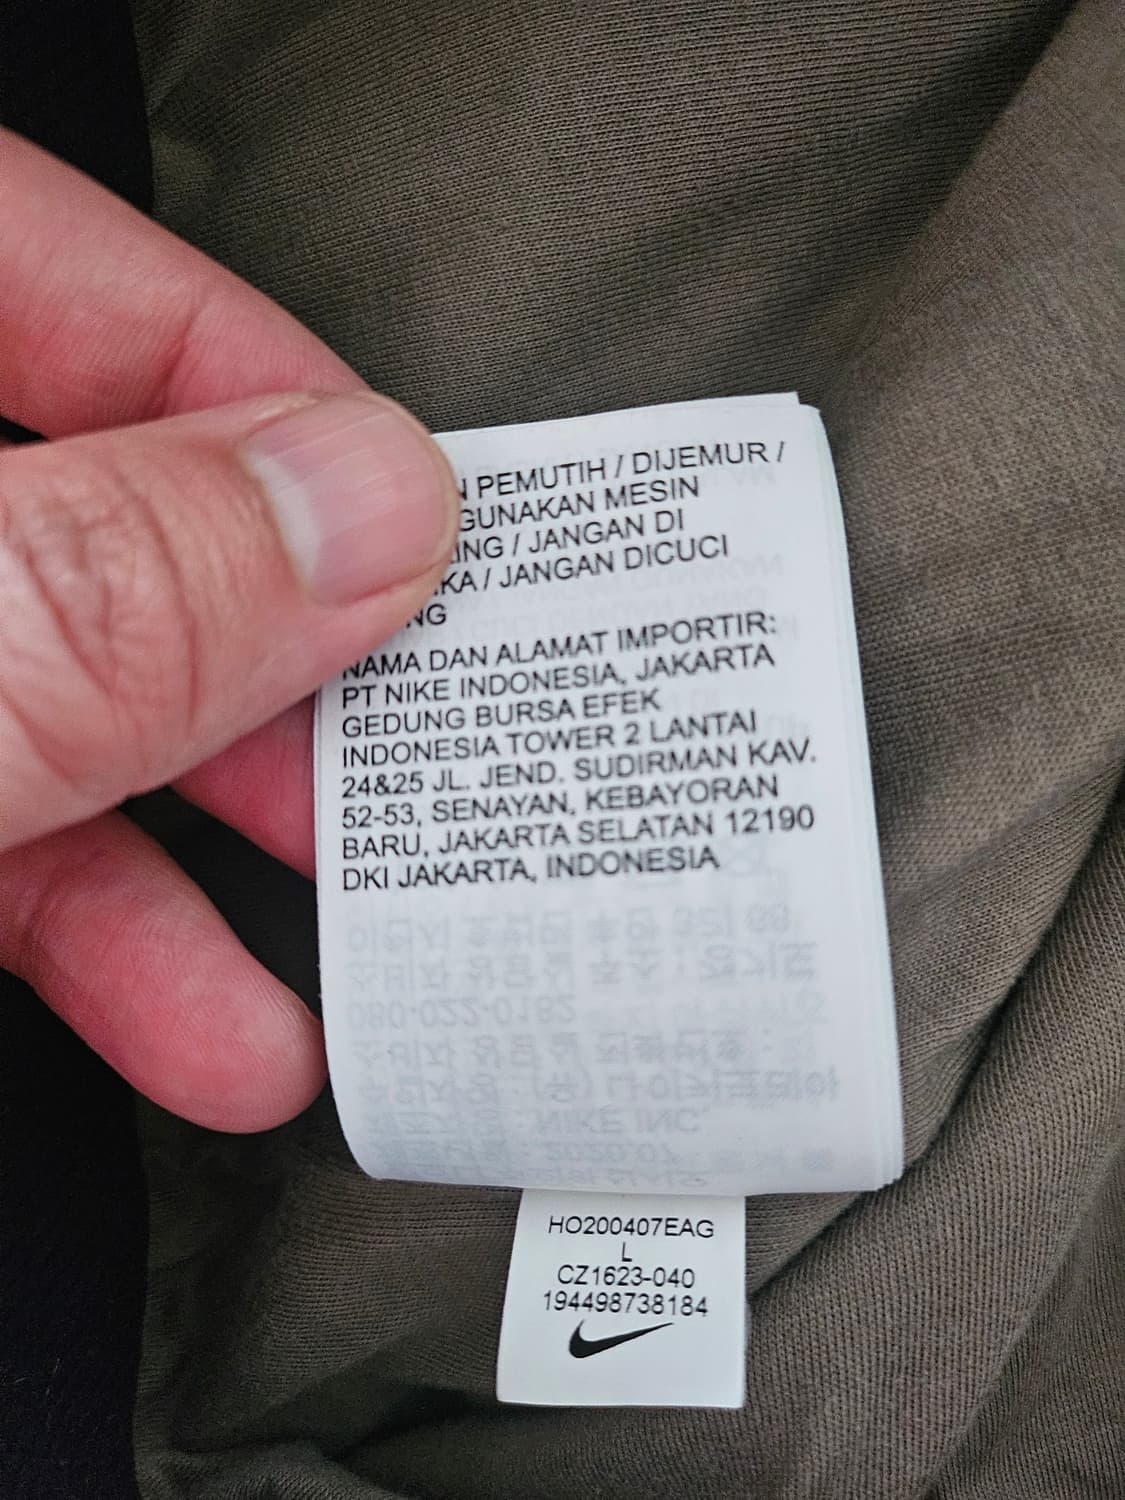 PEMUTIH / DIJEMUR /
GUNAKAN MESIN
/ JANGAN DI
/ JANGAN DICUCI
NAMA DAN ALAMAT IMPORTIR:
PT NIKE INDONESIA, JAKARTA
GEDUNG BURSA EFEK
INDONESIA TOWER 2 LANTAI
24&25 JL. JEND. SUDIRMAN KAV.
52-53, SENAYAN, KEBAYORAN
BARU, JAKARTA SELATAN 12190
DKI JAKARTA, INDONESIA
HO200407EAG
L
CZ1623-040
194498738184